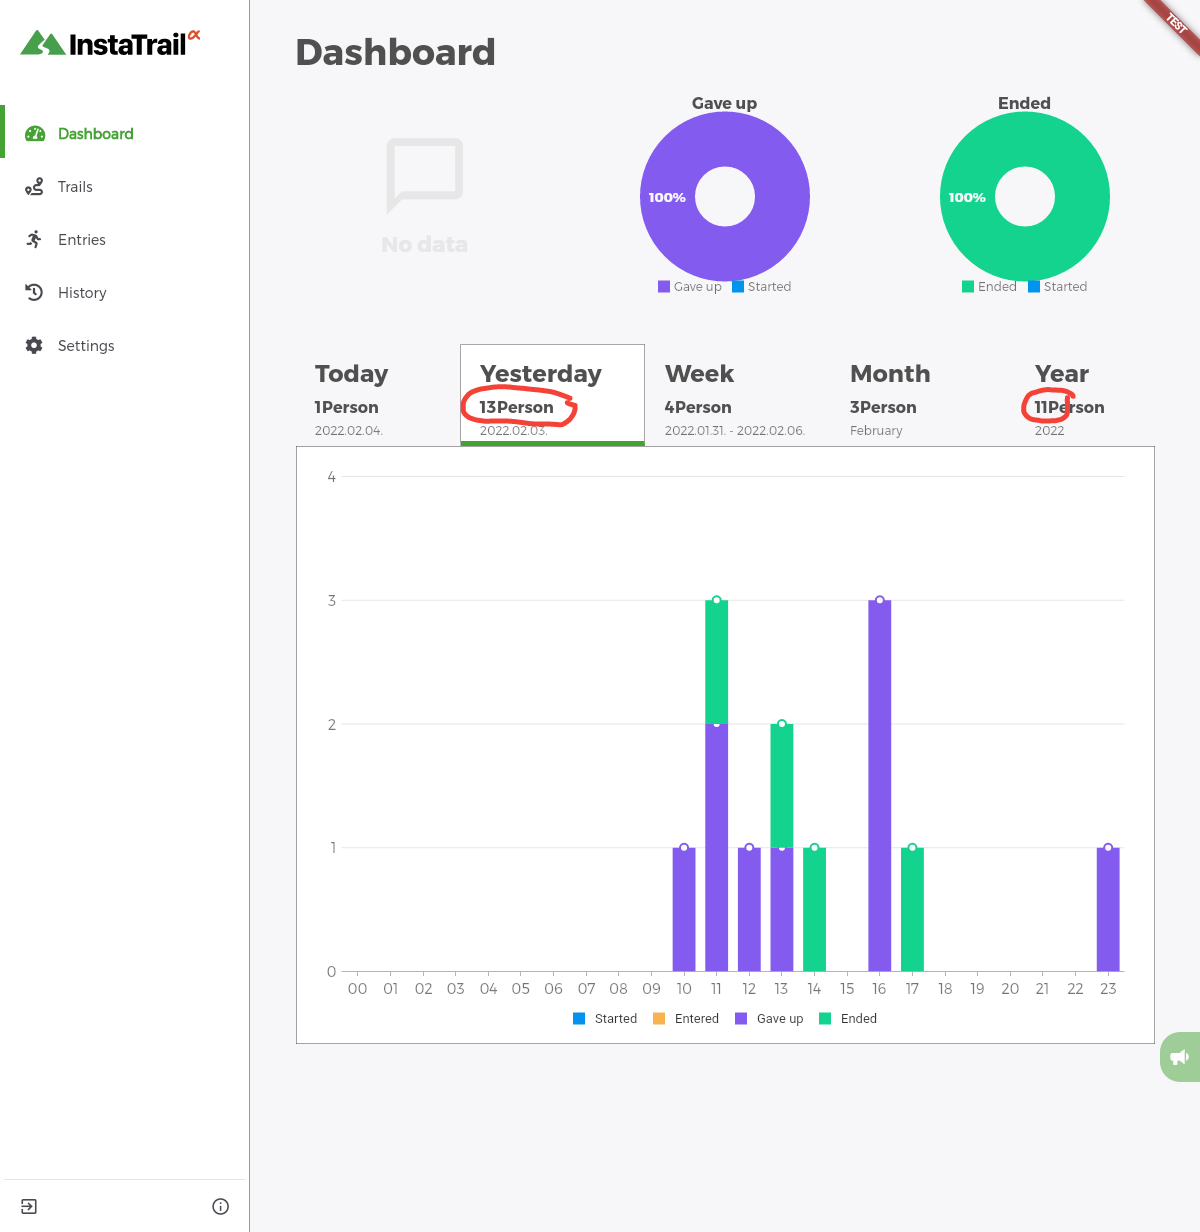 InstaTrail α
TEST
Dashboard
Dashboard
Trails
Entries
History
Settings
No data
Gave up
100%
Gave up Started
Ended
100%
Ended Started
Today
1Person
2022.02.04.
Yesterday
13Person
2022.02.03.
Week
4Person
2022.01.31. - 2022.02.06.
Month
3Person
February
Year
11Person
2022
4
3
2
1
0
00 01 02 03 04 05 06 07 08 09 10 11 12 13 14 15 16 17 18 19 20 21 22 23
Started Entered Gave up Ended